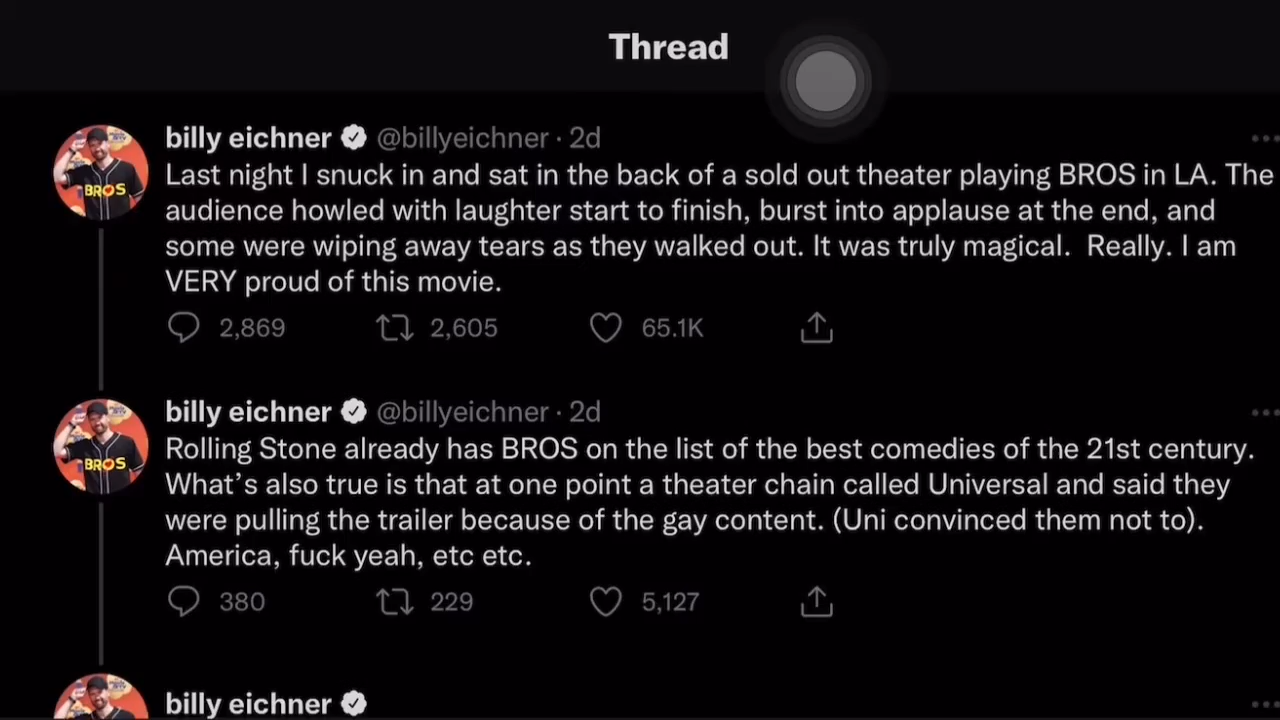 Thread
billy eichner @billyeichner · 2d
Last night I snuck in and sat in the back of a sold out theater playing BROS in LA. The
audience howled with laughter start to finish, burst into applause at the end, and
some were wiping away tears as they walked out. It was truly magical.  Really. I am
VERY proud of this movie.
2,869 2,605 65.1K
BROS
billy eichner @billyeichner · 2d
Rolling Stone already has BROS on the list of the best comedies of the 21st century.
What’s also true is that at one point a theater chain called Universal and said they
were pulling the trailer because of the gay content. (Uni convinced them not to).
America, fuck yeah, etc etc.
380 229 5,127
BROS
billy eichner